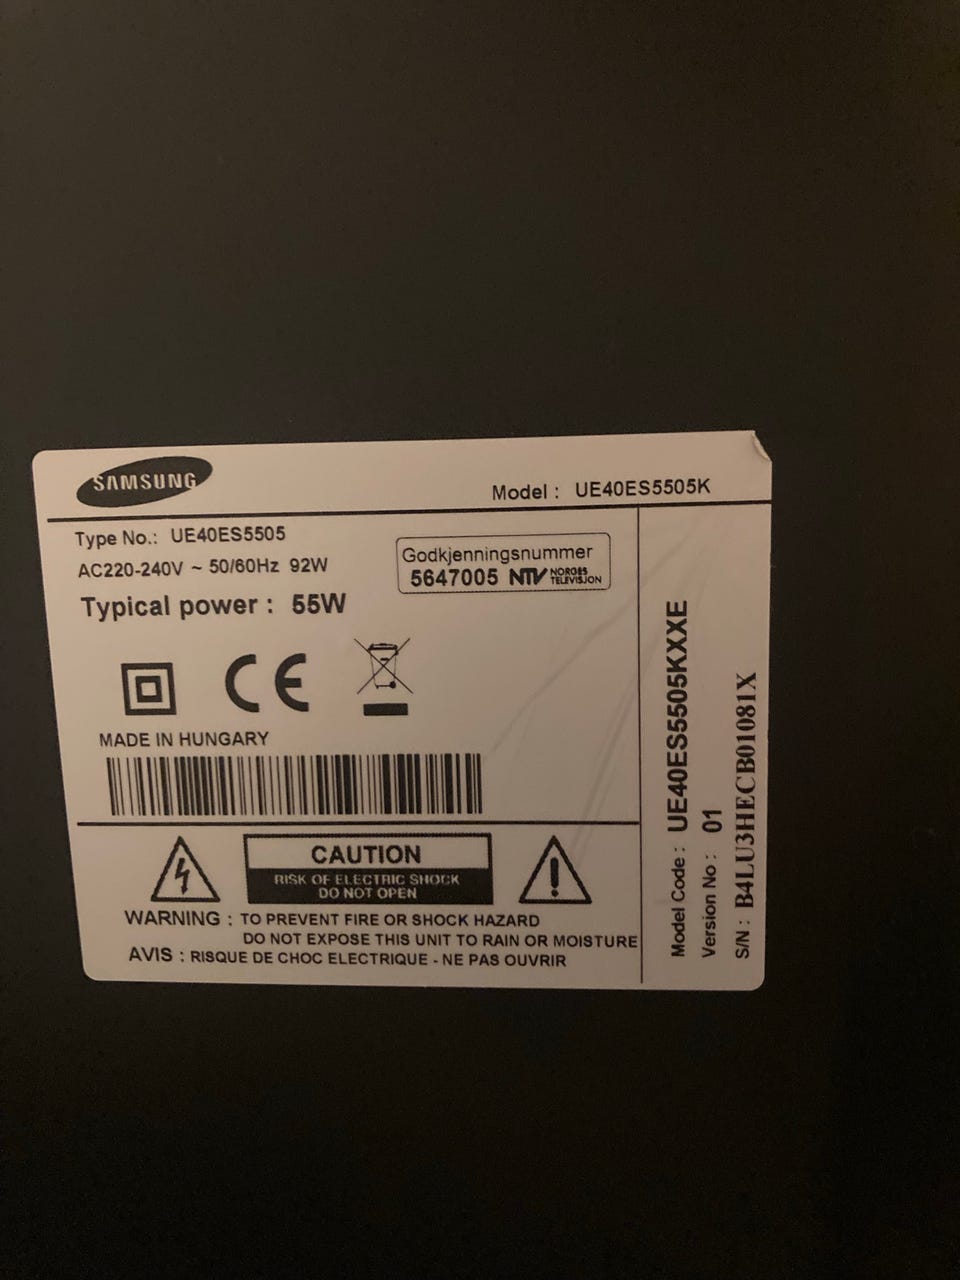 SAMSUNG
Model : UE40ES5505K
Type No.: UE40ES5505
AC220-240V ~ 50/60Hz 92W
Typical power : 55W
Godkjenningsnummer
5647005 NTV NORGES TELEVISJON
CE
MADE IN HUNGARY
CAUTION
RISK OF ELECTRIC SHOCK
DO NOT OPEN
WARNING : TO PREVENT FIRE OR SHOCK HAZARD
DO NOT EXPOSE THIS UNIT TO RAIN OR MOISTURE
AVIS : RISQUE DE CHOC ELECTRIQUE - NE PAS OUVRIR
Model Code : UE40ES5505KXXE
Version No : 01
S/N : B4LU3HECB01081X